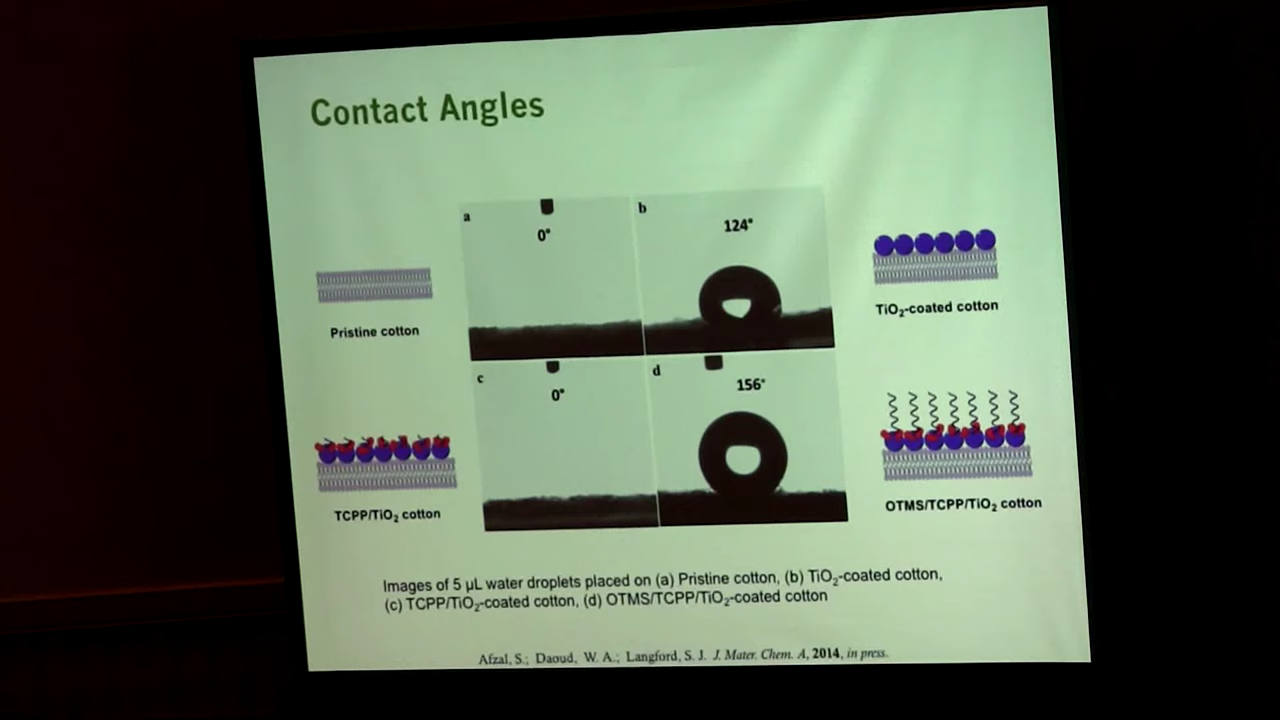 Contact Angles
a
0°
b
124°
Pristine cotton
TiO₂-coated cotton
c
0°
d
156°
TCPP/TiO₂ cotton
OTMS/TCPP/TiO₂ cotton
Images of 5 µL water droplets placed on (a) Pristine cotton, (b) TiO₂-coated cotton,
(c) TCPP/TiO₂-coated cotton, (d) OTMS/TCPP/TiO₂-coated cotton
Afzal, S.; Daoud, W. A.; Langford, S. J. J. Mater. Chem. A, 2014, in press.